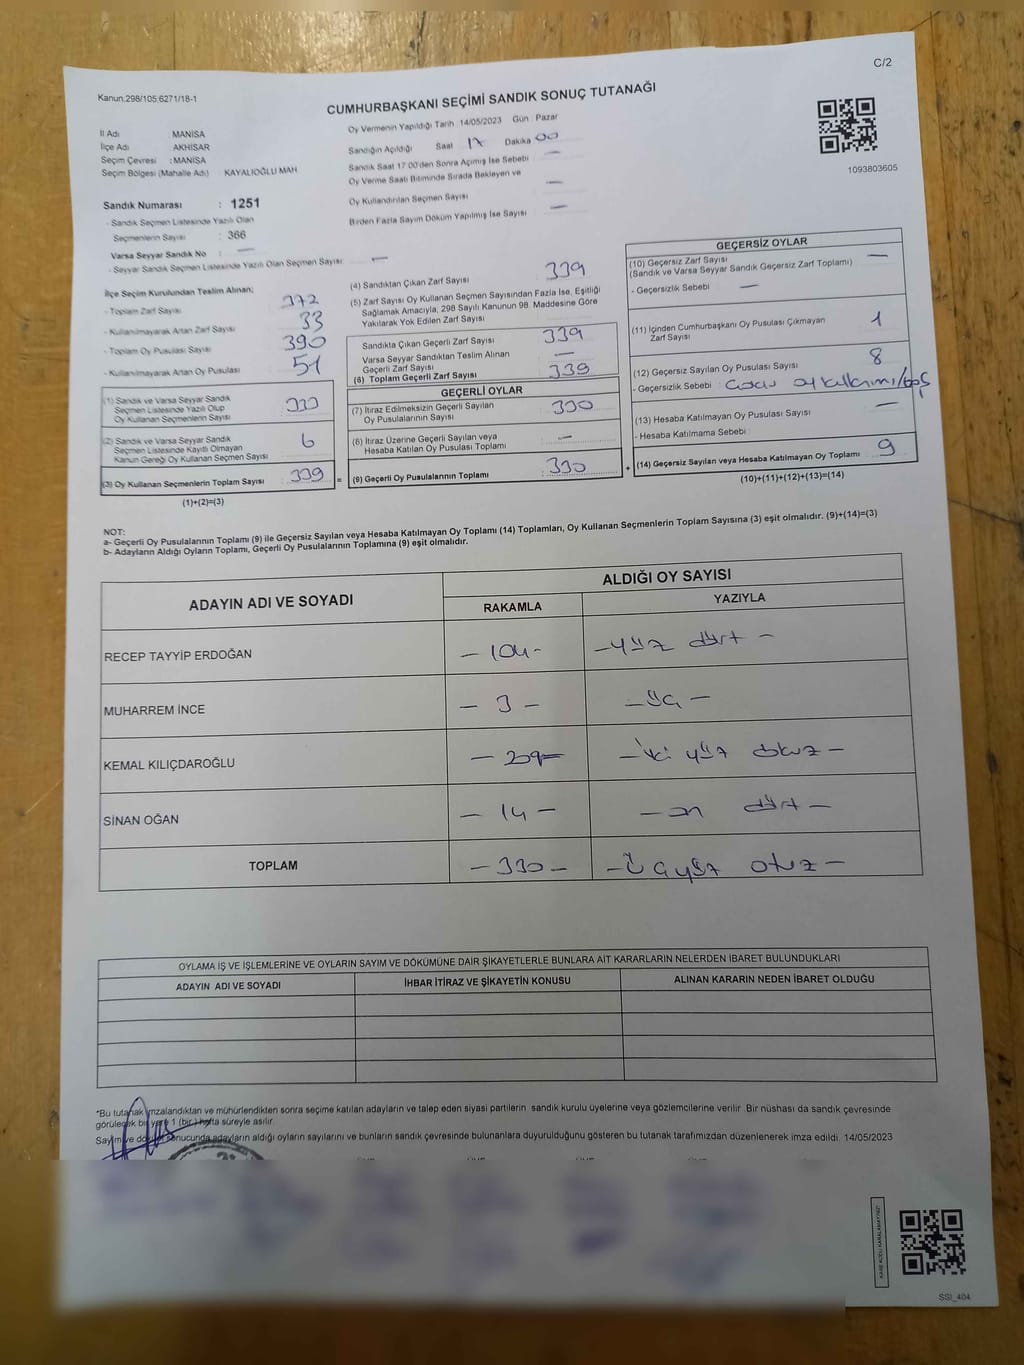 C/2
Kanun:298/105 6271/18-1
CUMHURBAŞKANI SEÇİMİ SANDIK SONUÇ TUTANAĞI
1093803605
İl Adı : MANİSA
İlçe Adı : AKHİSAR
Seçim Çevresi : MANİSA
Seçim Bölgesi (Mahalle Adı) : KAYALIOĞLU MAH
Sandık Numarası : 1251
- Sandık Seçmen Listesinde Yazılı Olan
Seçmenlerin Sayısı : 366
Varsa Seyyar Sandık No : —
- Seyyar Sandık Seçmen Listesinde Yazılı Olan Seçmen Sayısı: —
Oy Vermenin Yapıldığı Tarih :14/05/2023 Gün : Pazar
Sandığın Açıldığı Saat 17 Dakika 00
Sandık Saat 17:00'den Sonra Açılmış İse Sebebi —
Oy Verme Saati Bitiminde Sırada Bekleyen ve
Oy Kullandırılan Seçmen Sayısı —
Birden Fazla Sayım Döküm Yapılmış İse Sayısı —
İlçe Seçim Kurulundan Teslim Alınan;
- Toplam Zarf Sayısı : 372
- Kullanılmayarak Artan Zarf Sayısı : 33
- Toplam Oy Pusulası Sayısı : 390
- Kullanılmayarak Artan Oy Pusulası : 51
(1) Sandık ve Varsa Seyyar Sandık
Seçmen Listesinde Yazılı Olup
Oy Kullanan Seçmenlerin Sayısı : 333
(2) Sandık ve Varsa Seyyar Sandık
Seçmen Listesinde Kayıtlı Olmayan
Kanun Gereği Oy Kullanan Seçmen Sayısı : 6
(3) Oy Kullanan Seçmenlerin Toplam Sayısı : 339 =
(1)+(2)=(3)
(4) Sandıktan Çıkan Zarf Sayısı : 339
(5) Zarf Sayısı Oy Kullanan Seçmen Sayısından Fazla İse, Eşitliği
Sağlamak Amacıyla, 298 Sayılı Kanunun 98. Maddesine Göre
Yakılarak Yok Edilen Zarf Sayısı :
Sandıkta Çıkan Geçerli Zarf Sayısı : 339
Varsa Seyyar Sandıktan Teslim Alınan
Geçerli Zarf Sayısı : —
(6) Toplam Geçerli Zarf Sayısı : 339
GEÇERLİ OYLAR
(7) İtiraz Edilmeksizin Geçerli Sayılan
Oy Pusulalarının Sayısı : 330
(8) İtiraz Üzerine Geçerli Sayılan veya
Hesaba Katılan Oy Pusulası Toplamı : —
(9) Geçerli Oy Pusulalarının Toplamı : 330 +
GEÇERSİZ OYLAR
(10) Geçersiz Zarf Sayısı
(Sandık ve Varsa Seyyar Sandık Geçersiz Zarf Toplamı) —
- Geçersizlik Sebebi : —
(11) İçinden Cumhurbaşkanı Oy Pusulası Çıkmayan
Zarf Sayısı : 1
(12) Geçersiz Sayılan Oy Pusulası Sayısı : 8
- Geçersizlik Sebebi : oy kullanımı/boş
(13) Hesaba Katılmayan Oy Pusulası Sayısı : —
- Hesaba Katılmama Sebebi :
(14) Geçersiz Sayılan veya Hesaba Katılmayan Oy Toplamı : 9
(10)+(11)+(12)+(13)=(14)
NOT:
a- Geçerli Oy Pusulalarının Toplamı (9) ile Geçersiz Sayılan veya Hesaba Katılmayan Oy Toplamı (14) Toplamları, Oy Kullanan Seçmenlerin Toplam Sayısına (3) eşit olmalıdır. (9)+(14)=(3)
b- Adayların Aldığı Oyların Toplamı, Geçerli Oy Pusulalarının Toplamına (9) eşit olmalıdır.
ADAYIN ADI VE SOYADI
ALDIĞI OY SAYISI
RAKAMLA YAZIYLA
RECEP TAYYİP ERDOĞAN – 104 – – yüz dört –
MUHARREM İNCE – 3 – – üç –
KEMAL KILIÇDAROĞLU – 209 – – iki yüz dokuz –
SİNAN OĞAN – 14 – – on dört –
TOPLAM – 330 – – Üçyüz otuz –
OYLAMA İŞ VE İŞLEMLERİNE VE OYLARIN SAYIM VE DÖKÜMÜNE DAİR ŞİKAYETLERLE BUNLARA AİT KARARLARIN NELERDEN İBARET BULUNDUKLARI
ADAYIN ADI VE SOYADI İHBAR İTİRAZ VE ŞİKAYETİN KONUSU ALINAN KARARIN NEDEN İBARET OLDUĞU
*Bu tutanak imzalandıktan ve mühürlendikten sonra seçime katılan adayların ve talep eden siyasi partilerin sandık kurulu üyelerine veya gözlemcilerine verilir. Bir nüshası da sandık çevresinde
görülecek bir yere 1 (bir) hafta süreyle asılır.
Sayım ve döküm sonucunda adayların aldığı oyların sayılarını ve bunların sandık çevresinde bulunanlara duyurulduğunu gösteren bu tutanak tarafımızdan düzenlenerek imza edildi. 14/05/2023
SSI_404